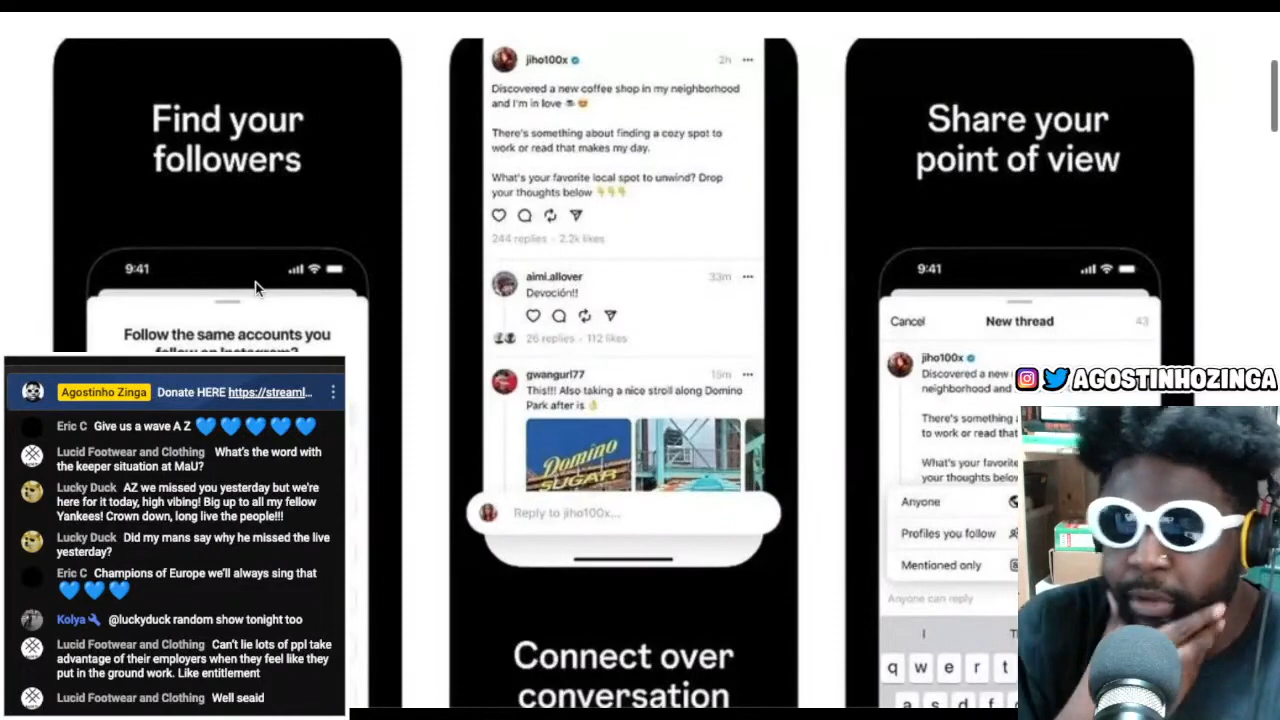 Find your
followers
9:41
Follow the same accounts you
jiho100x
2h
Discovered a new coffee shop in my neighborhood
and I'm in love
There's something about finding a cozy spot to
work or read that makes my day.
What's your favorite local spot to unwind? Drop
your thoughts below
244 replies · 2.2k likes
aimi.allover
33m
Devoción!!
26 replies · 112 likes
gwangurl77
15m
This!!! Also taking a nice stroll along Domino
Park after is
Domino
SUGAR
Reply to jiho100x...
Connect over
conversation
Share your
point of view
9:41
Cancel
New thread
43
jiho100x
Discovered a new
neighborhood
There's something
to work or read that
What's your favorite
your thoughts below
Anyone
Profiles you follow
Mentioned only
Anyone can reply
I
q w e r t
a s d
Agostinho Zinga Donate HERE https://streaml...
Eric C Give us a wave A Z 💙💙💙💙💙
Lucid Footwear and Clothing What's the word with
the keeper situation at MaU?
Lucky Duck AZ we missed you yesterday but we're
here for it today, high vibing! Big up to all my fellow
Yankees! Crown down, long live the people!!!
Lucky Duck Did my mans say why he missed the live
yesterday?
Eric C Champions of Europe we'll always sing that
💙💙💙
Kolya @luckyduck random show tonight too
Lucid Footwear and Clothing Can't lie lots of ppl take
advantage of their employers when they feel like they
put in the ground work. Like entitlement
Lucid Footwear and Clothing Well seaid
AGOSTINHOZINGA